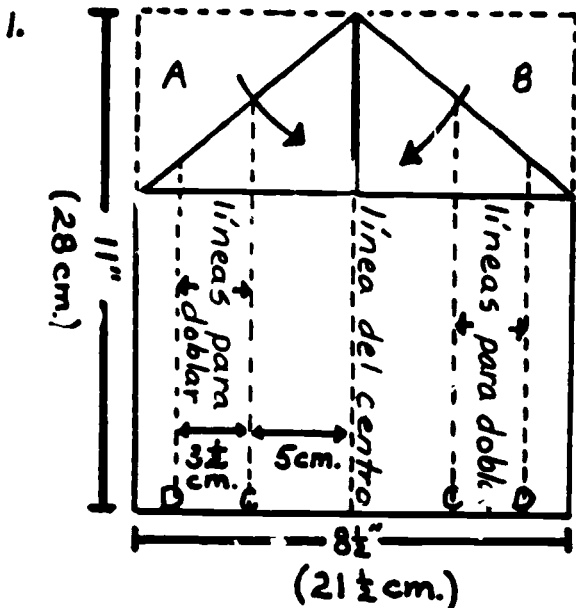 1.
A
B
11"
(28 cm.)
líneas para
doblar
línea del sentro
líneas para dobl.
3½
cm.
5cm.
D
C
C
D
8½"
(21½ cm.)